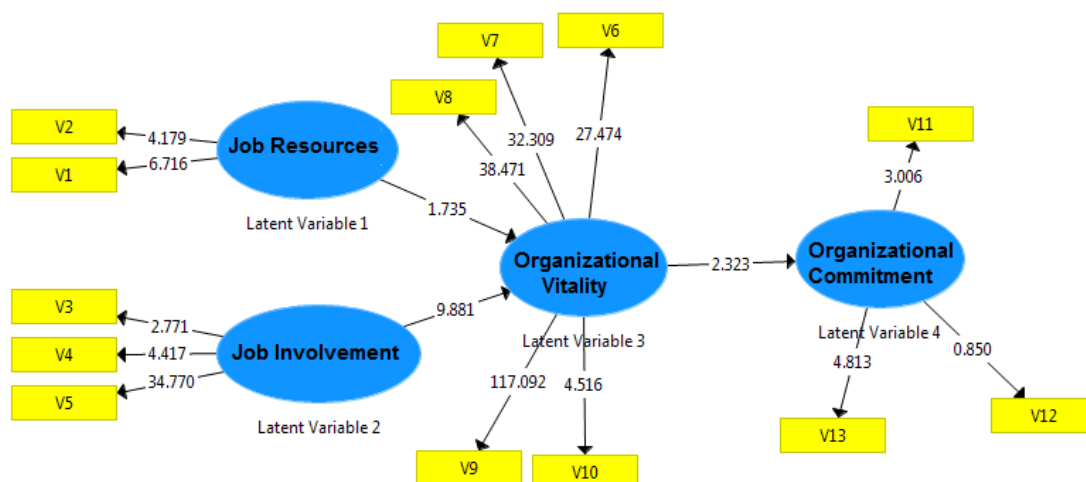 V7
V6
V8
V2
V1
4.179
6.716
Job Resources
Latent Variable 1
1.735
38.471
32.309
27.474
V11
3.006
Organizational
Vitality
Latent Variable 3
2.323
Organizational
Commitment
Latent Variable 4
V3
V4
V5
2.771
4.417
34.770
Job Involvement
Latent Variable 2
9.881
117.092
4.516
V9
V10
4.813
0.850
V13
V12